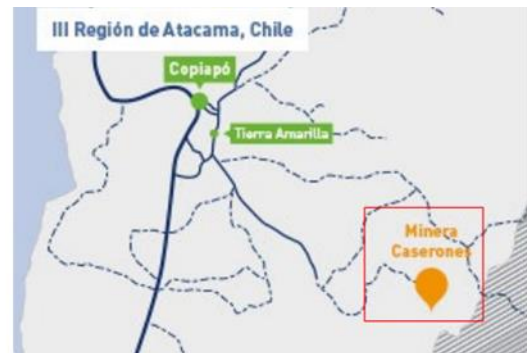 III Región de Atacama, Chile
Copiapó
Tierra Amarilla
Minera
Caserones